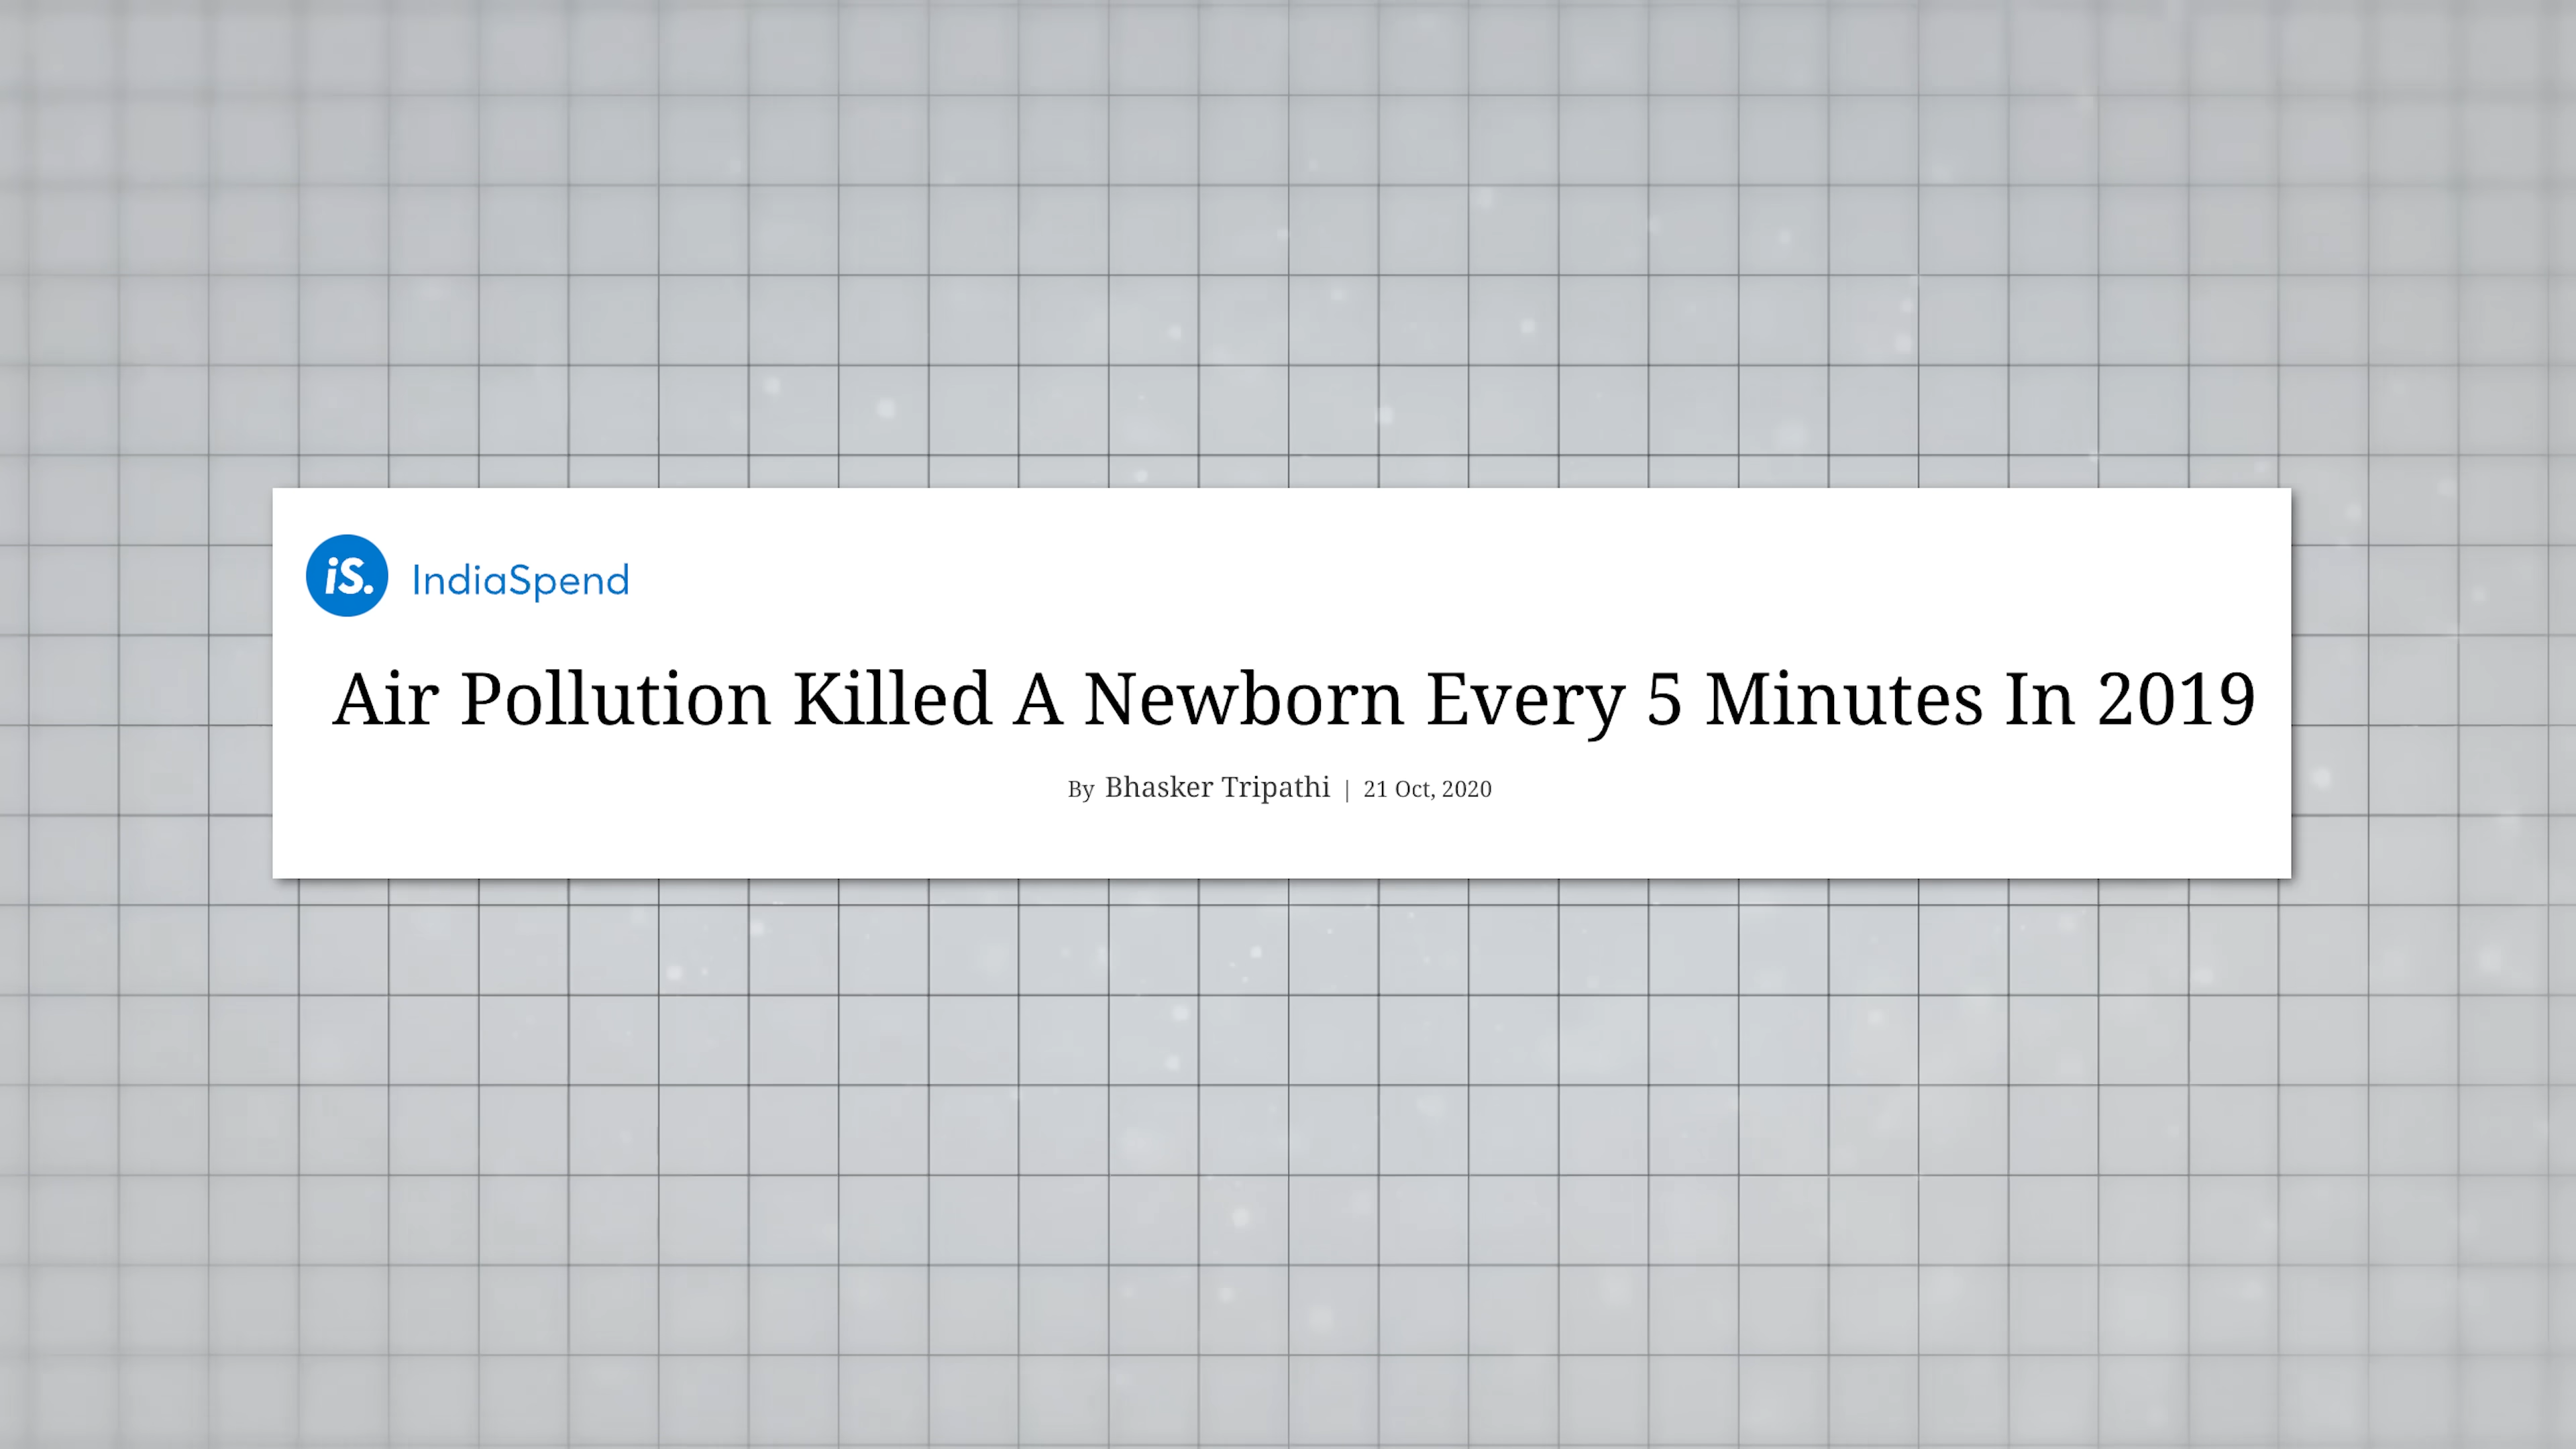 iS. IndiaSpend
Air Pollution Killed A Newborn Every 5 Minutes In 2019
By Bhasker Tripathi | 21 Oct, 2020